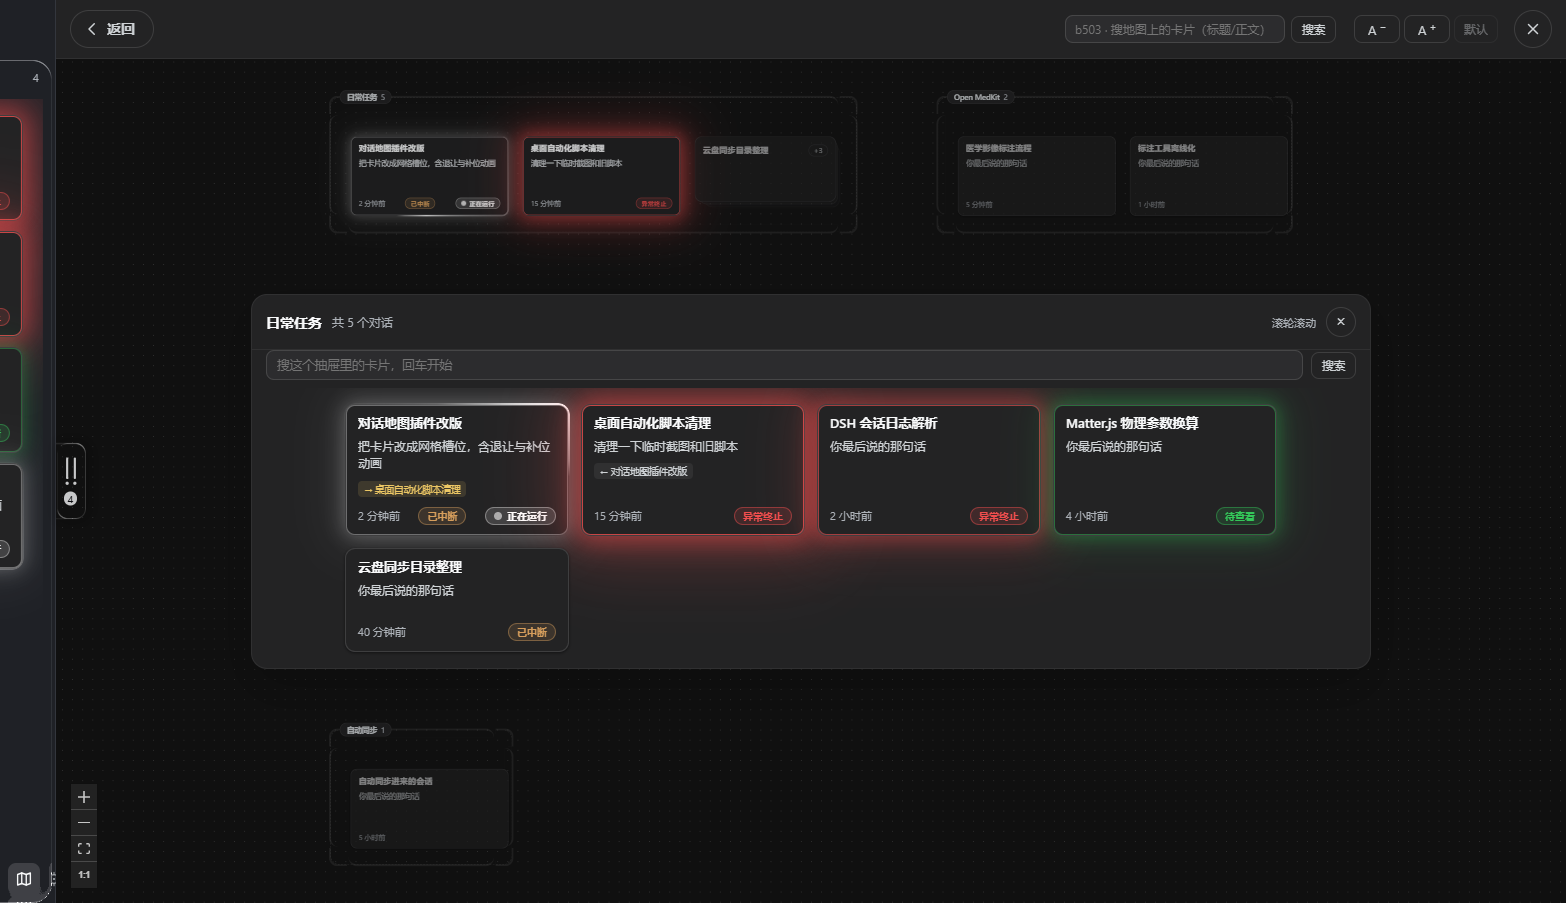 返回
b503 · 搜地图上的卡片（标题/正文）
搜索
A⁻
A⁺
默认
4
日常任务 5
对话地图插件改版
把卡片改成网格槽位，含退让与补位动画
2 分钟前
已中断
正在运行
桌面自动化脚本清理
清理一下临时截图和旧脚本
15 分钟前
异常终止
云盘同步目录整理
+3
Open MedKit 2
医学影像标注流程
你最后说的那句话
5 分钟前
标注工具离线化
你最后说的那句话
1 小时前
日常任务 共 5 个对话
滚轮滚动
搜这个抽屉里的卡片，回车开始
搜索
对话地图插件改版
把卡片改成网格槽位，含退让与补位
动画
→ 桌面自动化脚本清理
2 分钟前
已中断
正在运行
桌面自动化脚本清理
清理一下临时截图和旧脚本
← 对话地图插件改版
15 分钟前
异常终止
DSH 会话日志解析
你最后说的那句话
2 小时前
异常终止
Matter.js 物理参数换算
你最后说的那句话
4 小时前
待查看
云盘同步目录整理
你最后说的那句话
40 分钟前
已中断
4
自动同步 1
自动同步进来的会话
你最后说的那句话
5 小时前
1:1